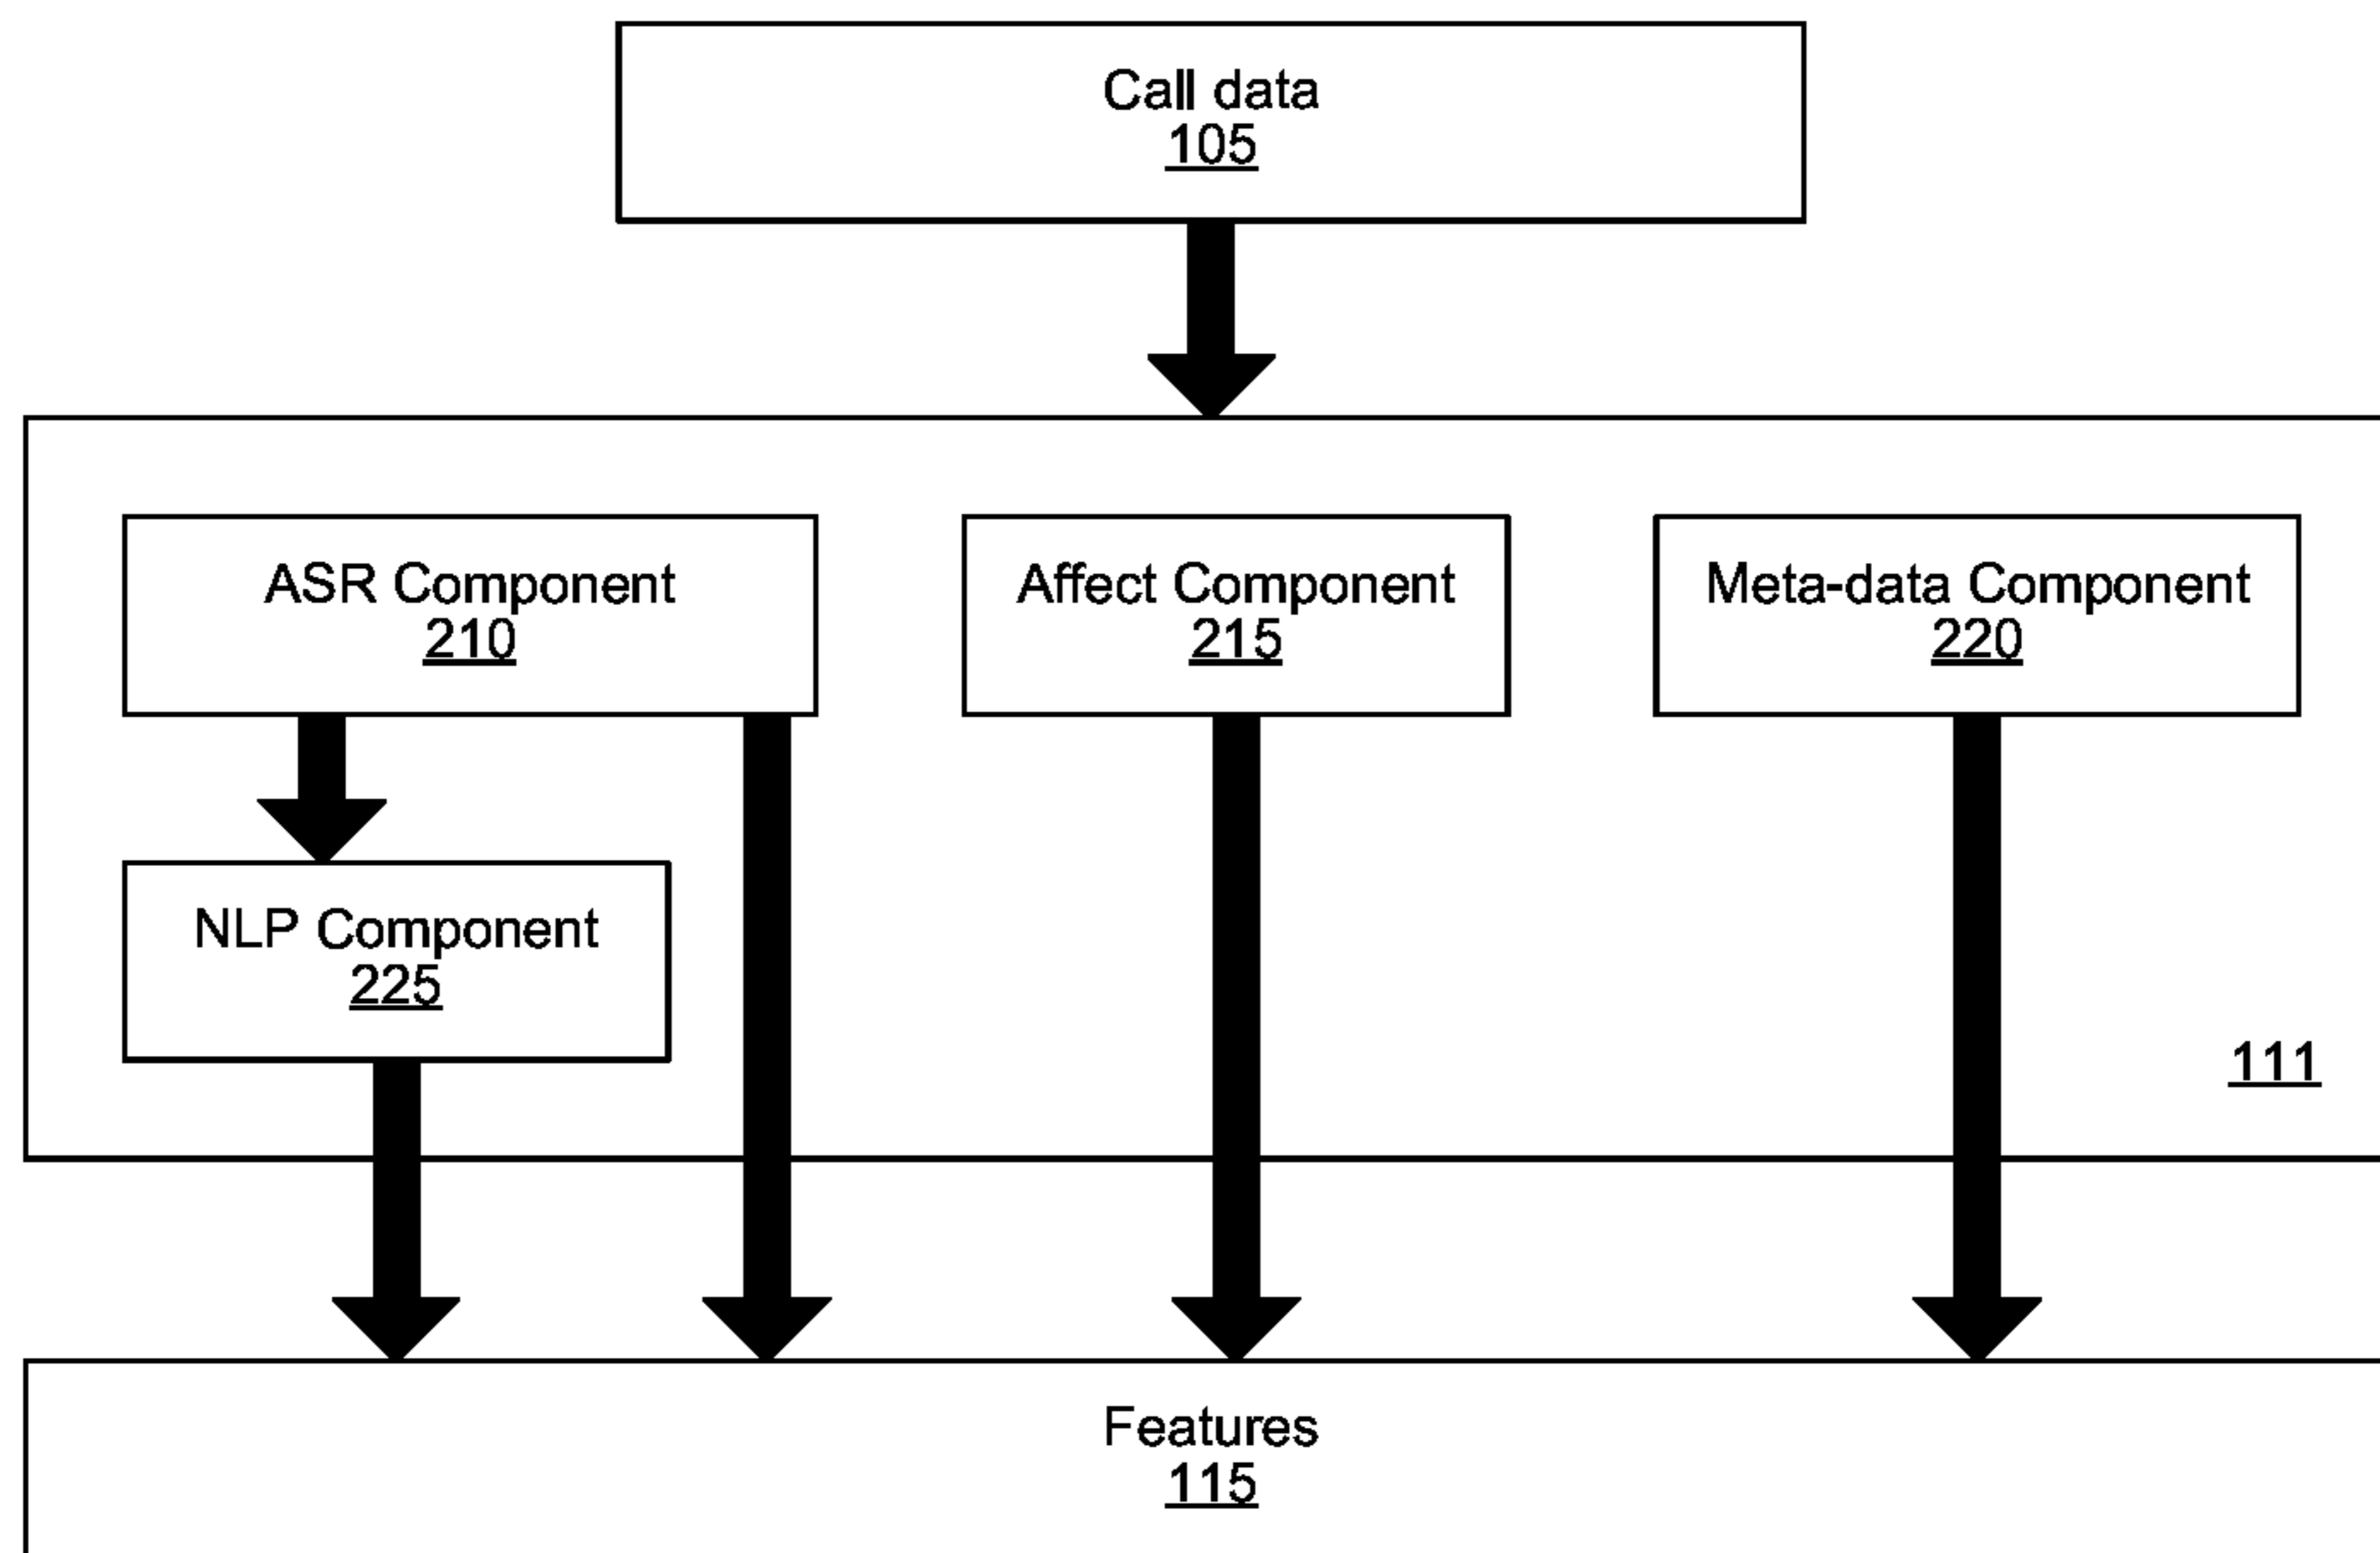 Call data
105
ASR Component
210
Affect Component
215
Meta-data Component
220
NLP Component
225
111
Features
115